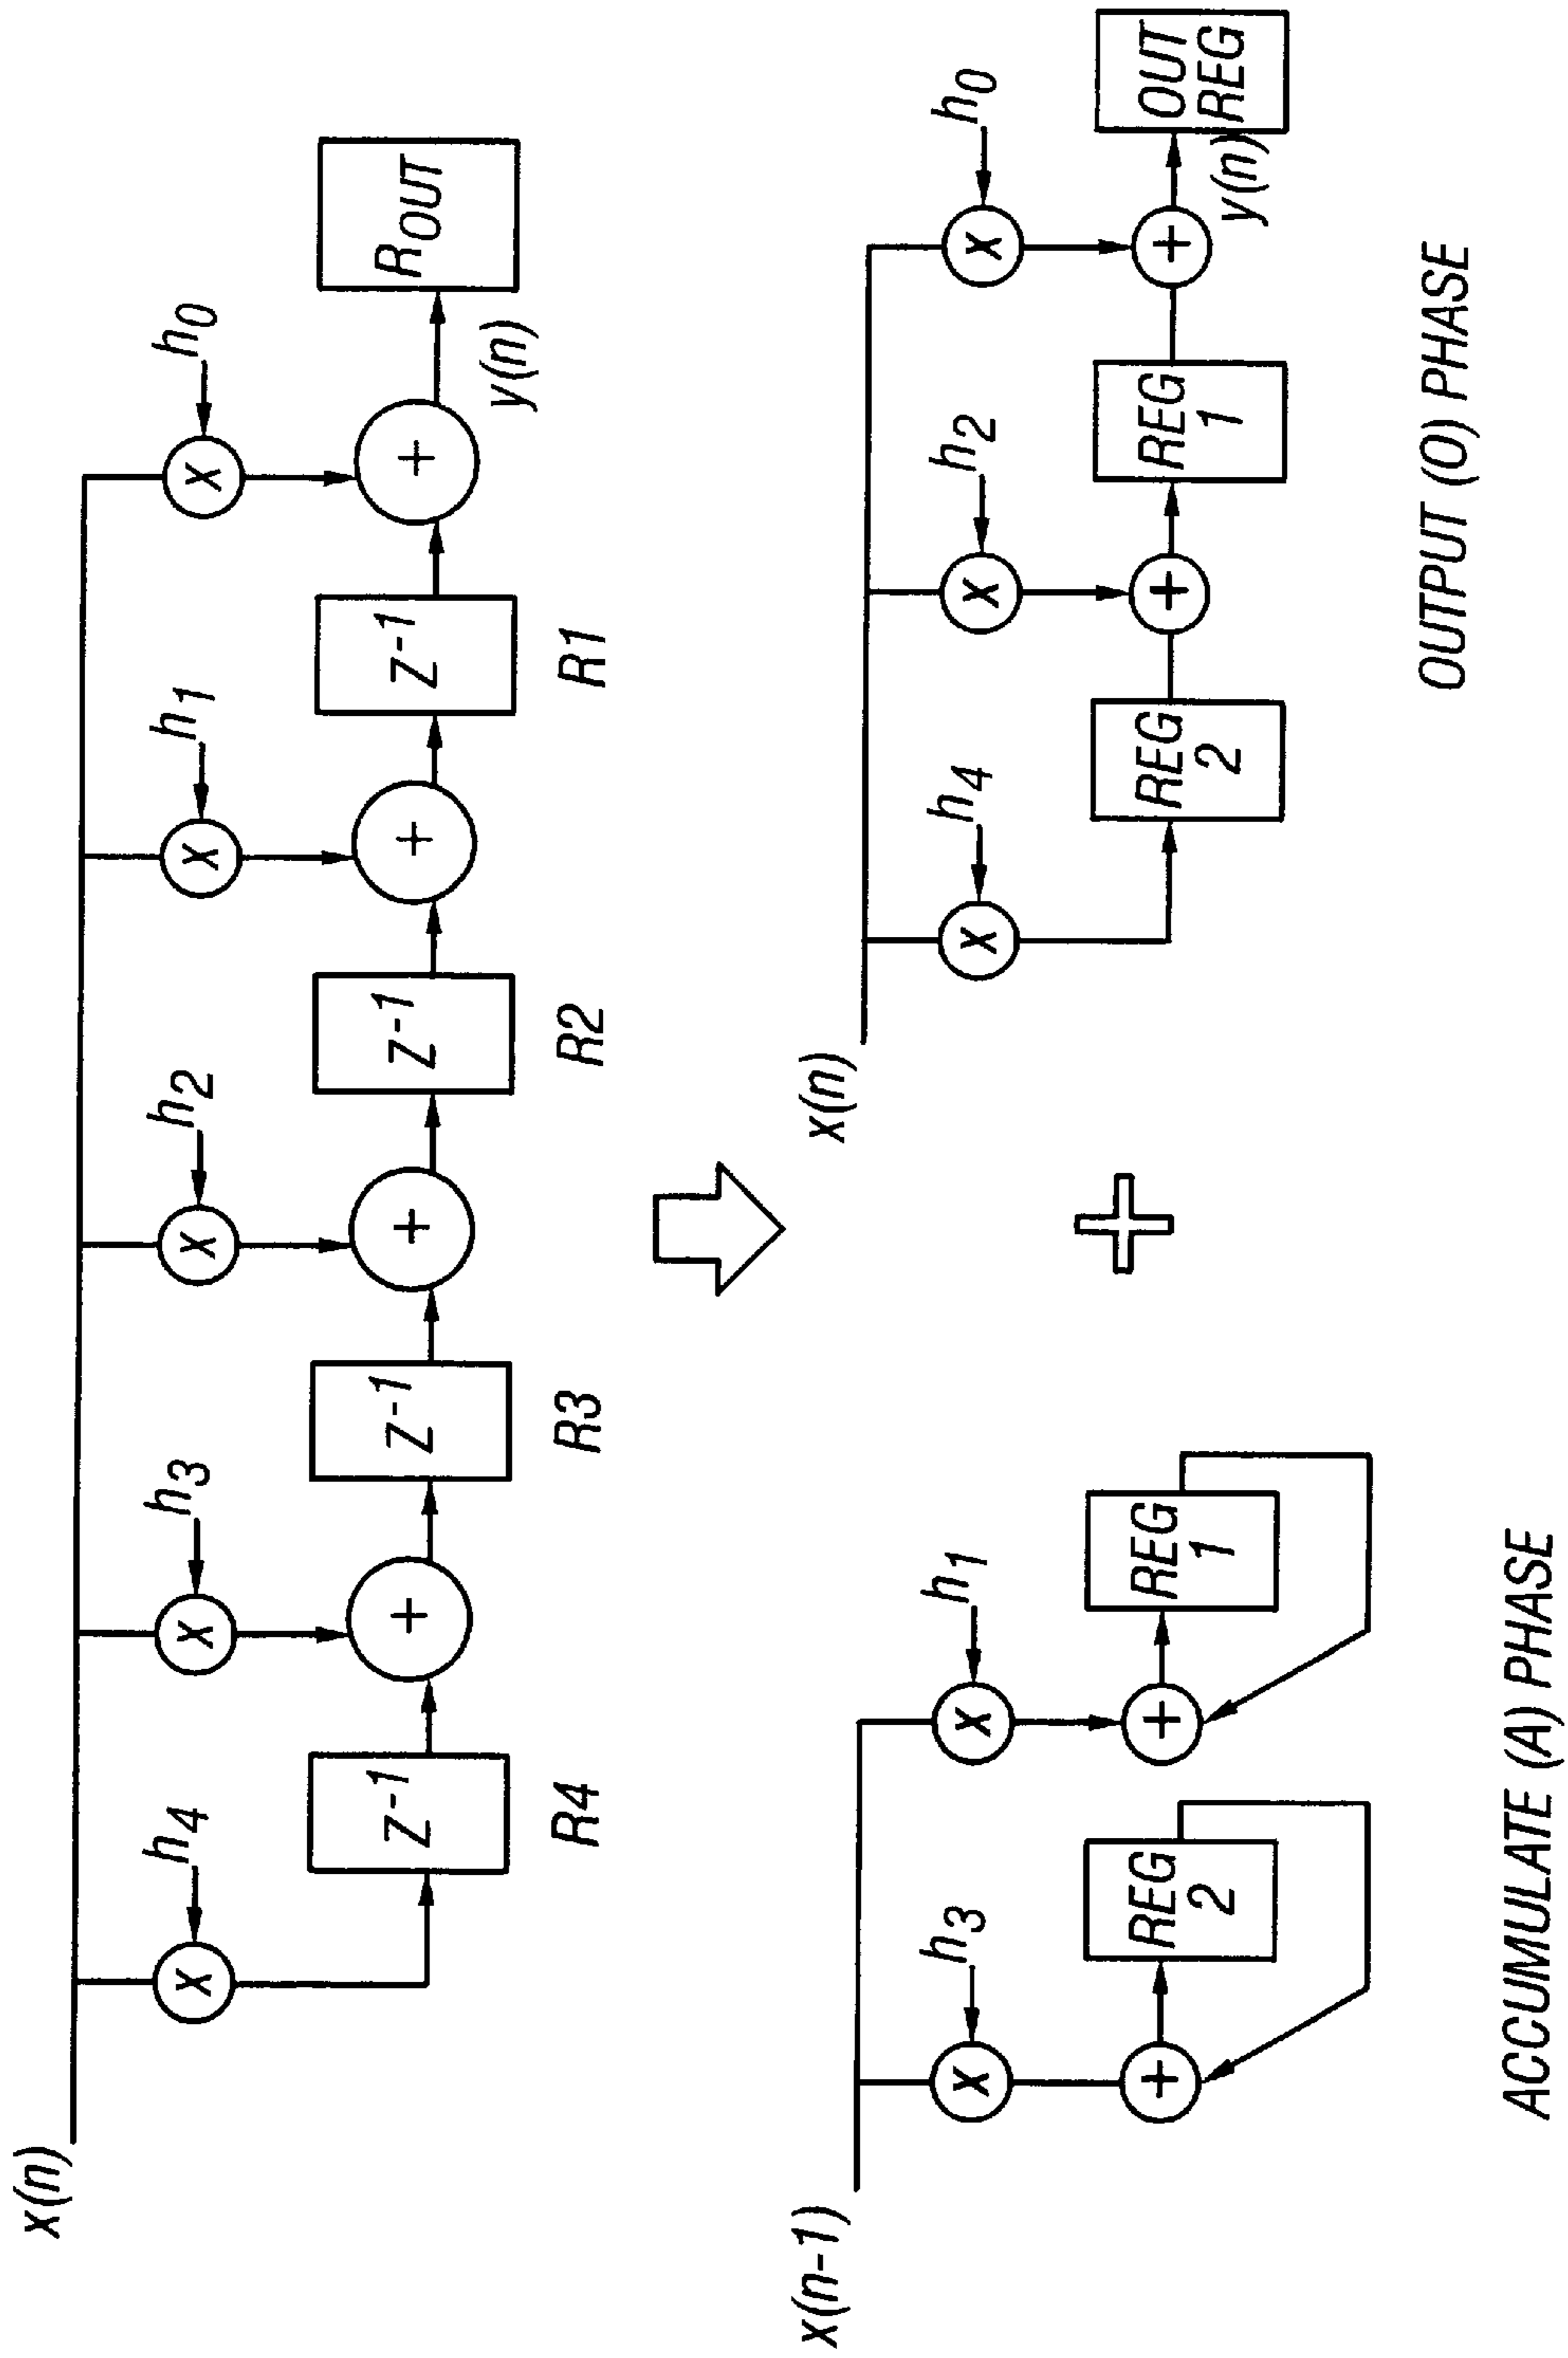 x(n)
h4
h3
h2
h1
h0
X
X
X
X
X
+
+
+
+
Z-1
Z-1
Z-1
Z-1
ROUT
y(n)
R4
R3
R2
R1
x(n-1)
h3
h1
X
X
+
+
REG
2
REG
1
ACCUMULATE (A) PHASE
x(n)
h4
h2
h0
X
X
X
+
+
REG
2
REG
1
OUT
REG
y(n)
OUTPUT (O) PHASE